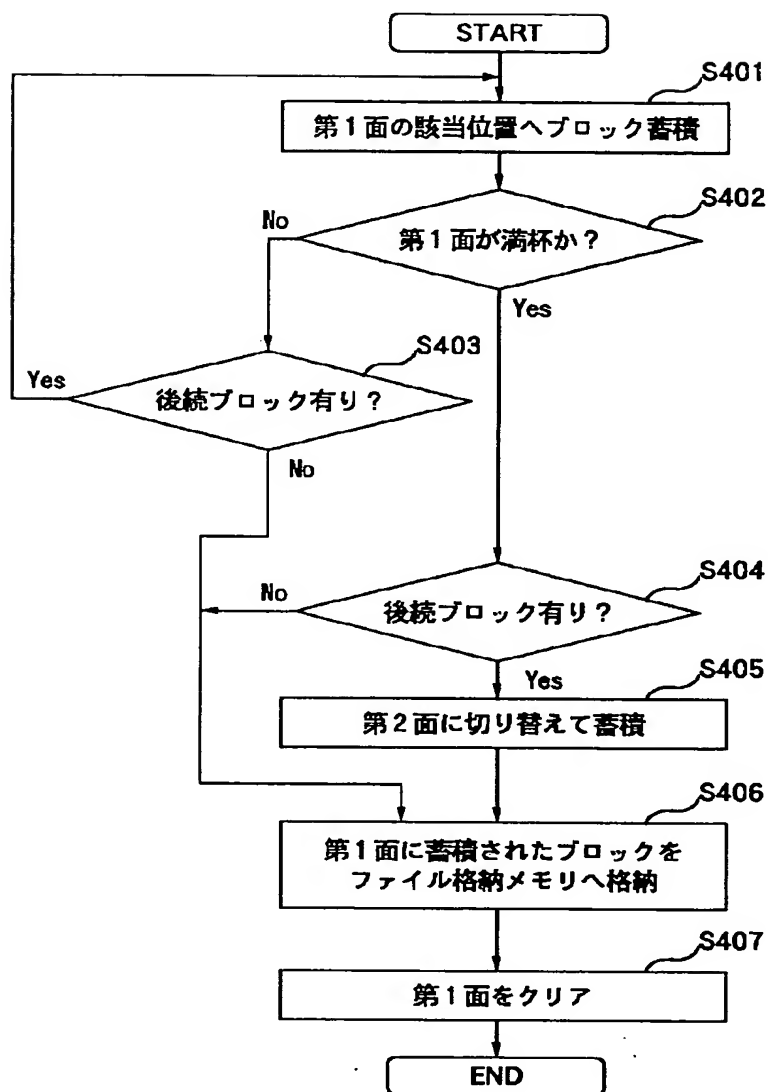 START
S401
第1面の該当位置へブロック蓄積
S402
No
第1面が満杯か?
Yes
S403
Yes
後続ブロック有り?
No
S404
No
後続ブロック有り?
Yes
S405
第2面に切り替えて蓄積
S406
第1面に蓄積されたブロックを
ファイル格納メモリへ格納
S407
第1面をクリア
END